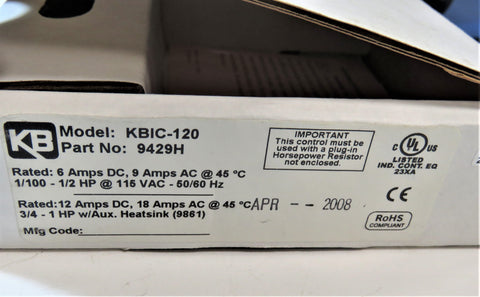 KB
Model: KBIC-120
Part No: 9429H
IMPORTANT
This control must be
used with a plug-in
Horsepower Resistor
not enclosed.
C UL US
LISTED
IND. CONT. EQ
23XA
Rated: 6 Amps DC, 9 Amps AC @ 45 °C
1/100 - 1/2 HP @ 115 VAC - 50/60 Hz
CE
Rated:12 Amps DC, 18 Amps AC @ 45 °C
3/4 - 1 HP w/Aux. Heatsink (9861)
APR -- 2008
RoHS
COMPLIANT
Mfg Code: